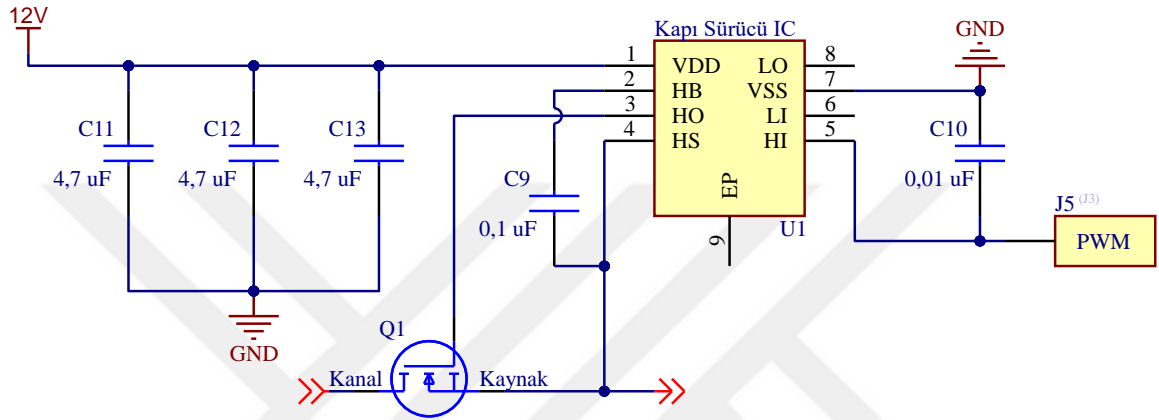 12V
GND
Kapı Sürücü IC
1 VDD LO 8
2 HB VSS 7
3 HO LI 6
4 HS HI 5
EP
9
U1
C11
4,7 uF
C12
4,7 uF
C13
4,7 uF
C9
0,1 uF
C10
0,01 uF
J5 (J3)
PWM
GND
Q1
Kanal
Kaynak